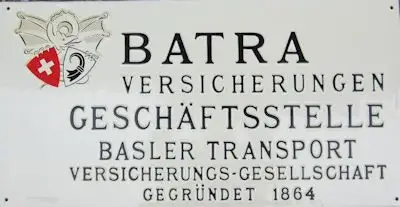 BATRA
VERSICHERUNGEN
GESCHÄFTSSTELLE
BASLER TRANSPORT
VERSICHERUNGS-GESELLSCHAFT
GEGRÜNDET 1864